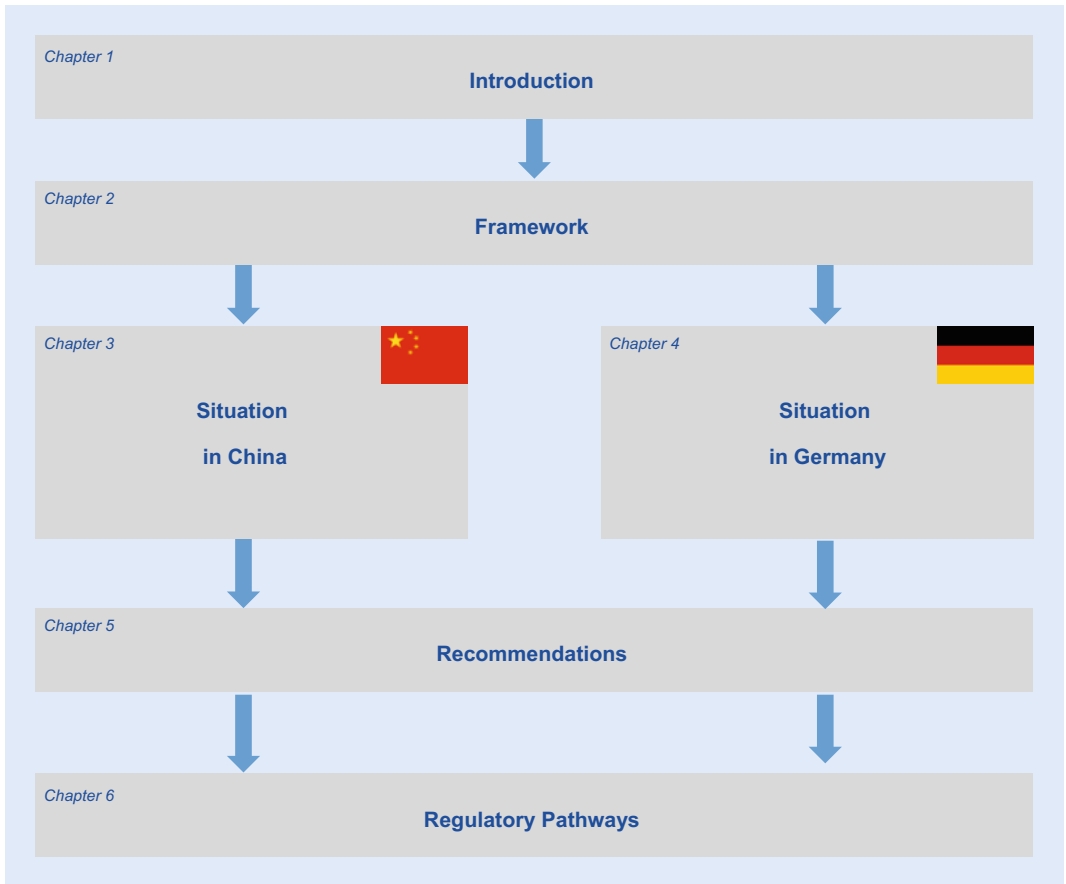 Chapter 1
Introduction
Chapter 2
Framework
Chapter 3
Situation
in China
Chapter 4
Situation
in Germany
Chapter 5
Recommendations
Chapter 6
Regulatory Pathways